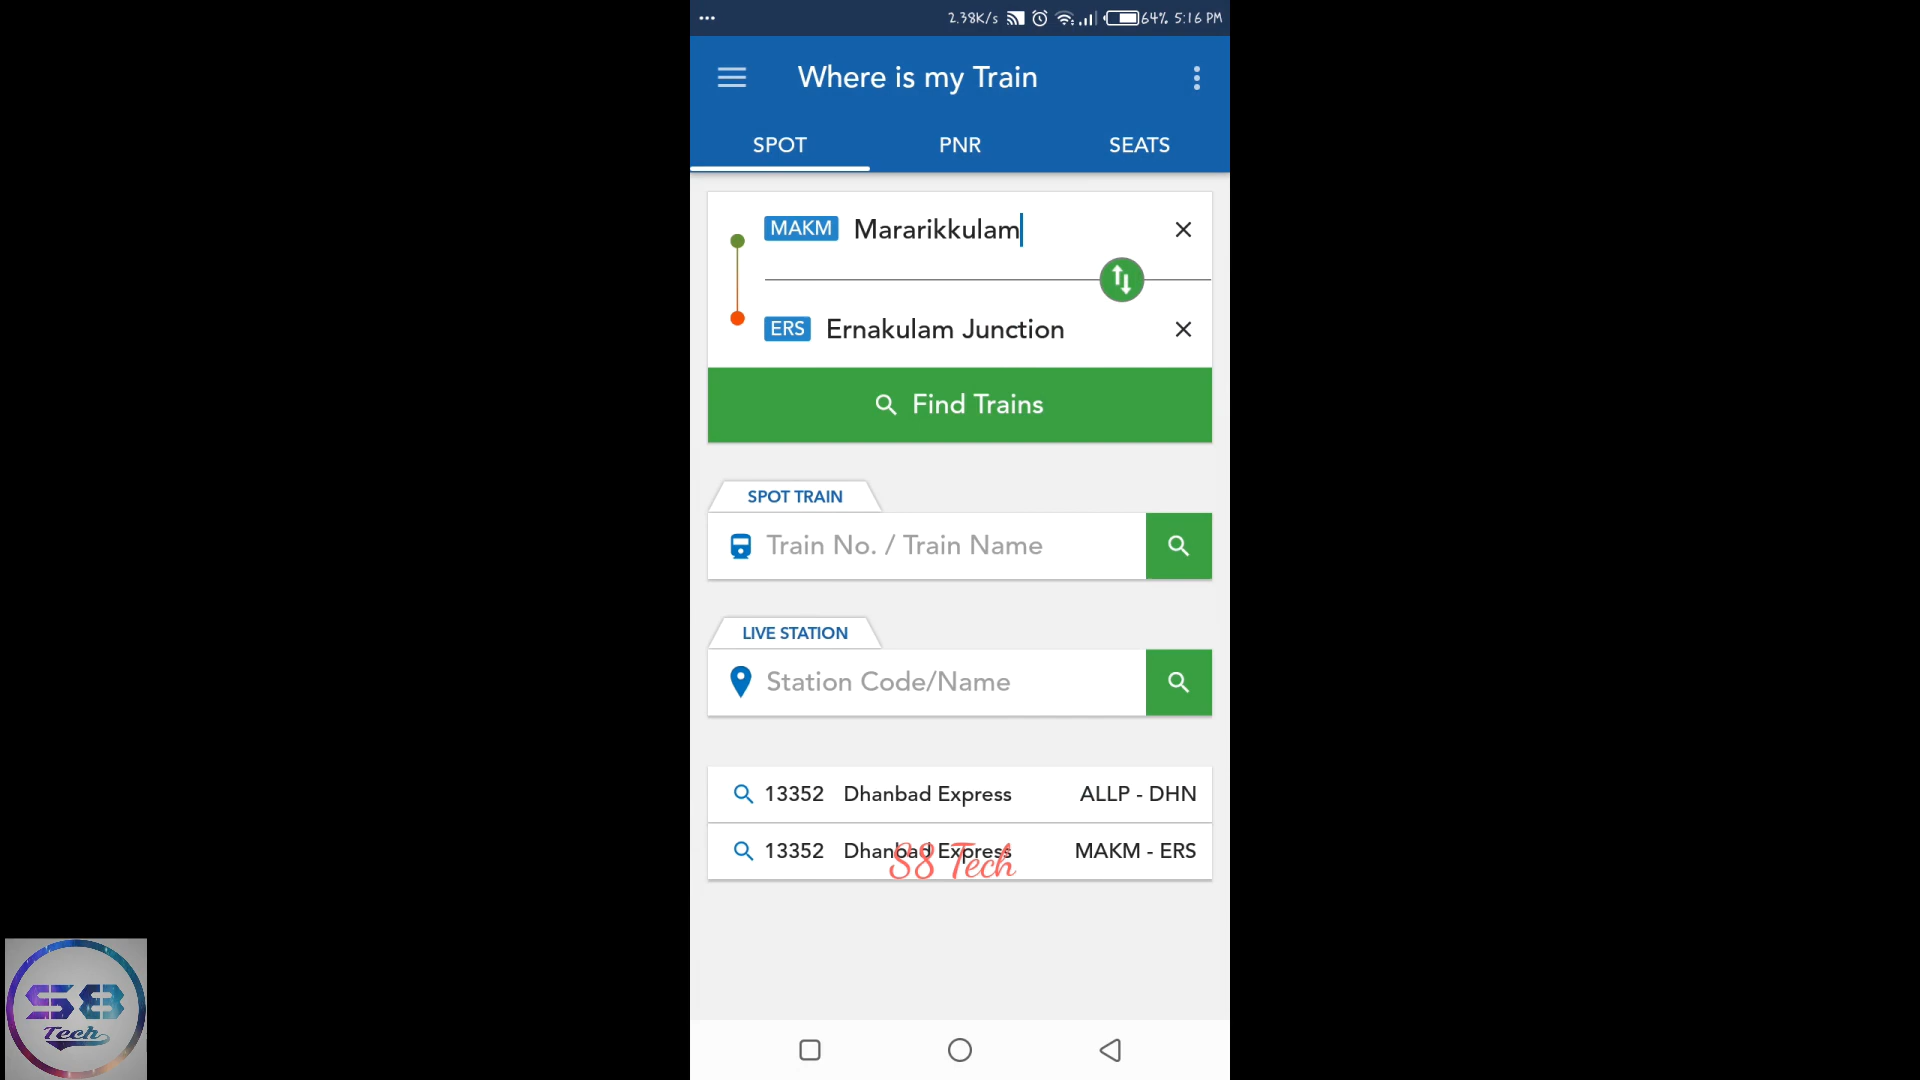 2.38K/s 64% 5:16 PM
Where is my Train
SPOT PNR SEATS
MAKM Mararikkulam
ERS Ernakulam Junction
Find Trains
SPOT TRAIN
Train No. / Train Name
LIVE STATION
Station Code/Name
13352 Dhanbad Express ALLP - DHN
13352 Dhanbad Express MAKM - ERS
S8 Tech
S8
Tech